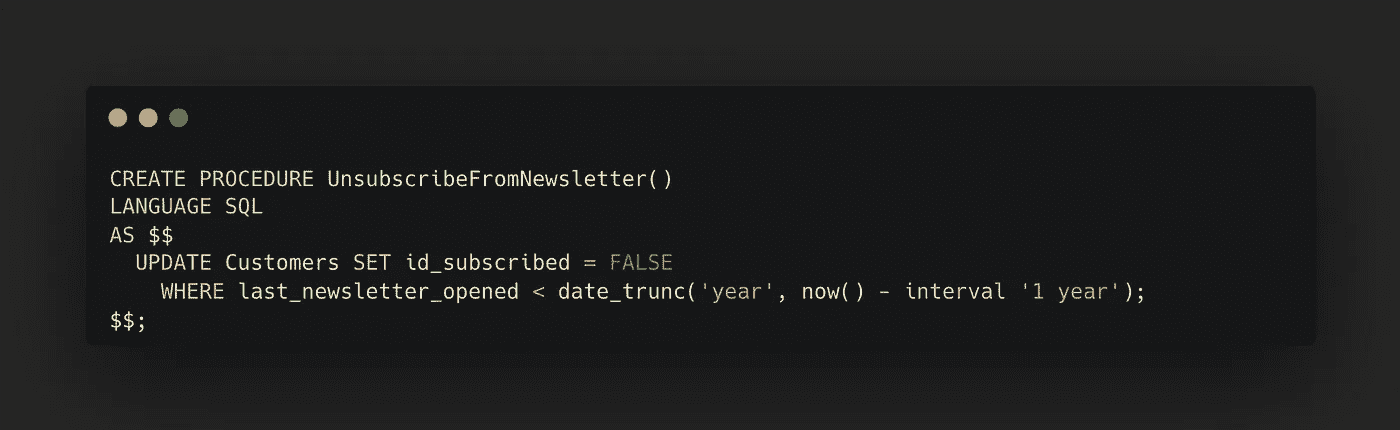 CREATE PROCEDURE UnsubscribeFromNewsletter()
LANGUAGE SQL
AS $$
  UPDATE Customers SET id_subscribed = FALSE
    WHERE last_newsletter_opened < date_trunc('year', now() - interval '1 year');
$$;